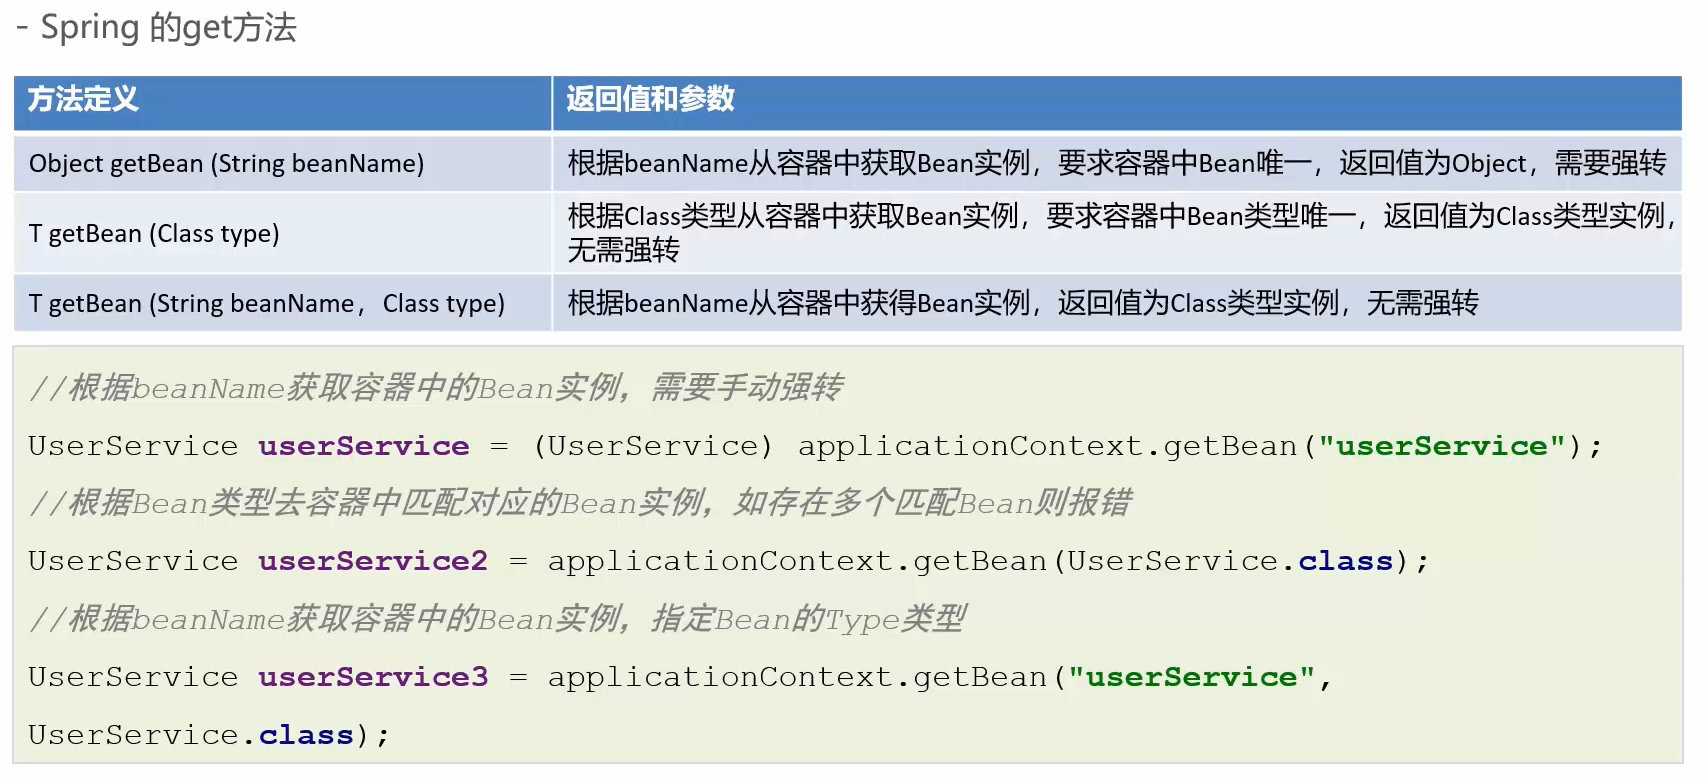 - Spring 的get方法
方法定义
返回值和参数
Object getBean (String beanName)
根据beanName从容器中获取Bean实例，要求容器中Bean唯一，返回值为Object，需要强转
T getBean (Class type)
根据Class类型从容器中获取Bean实例，要求容器中Bean类型唯一，返回值为Class类型实例，
无需强转
T getBean (String beanName，Class type)
根据beanName从容器中获得Bean实例，返回值为Class类型实例，无需强转
//根据beanName获取容器中的Bean实例，需要手动强转
UserService userService = (UserService) applicationContext.getBean("userService");
//根据Bean类型去容器中匹配对应的Bean实例，如存在多个匹配Bean则报错
UserService userService2 = applicationContext.getBean(UserService.class);
//根据beanName获取容器中的Bean实例，指定Bean的Type类型
UserService userService3 = applicationContext.getBean("userService",
UserService.class);